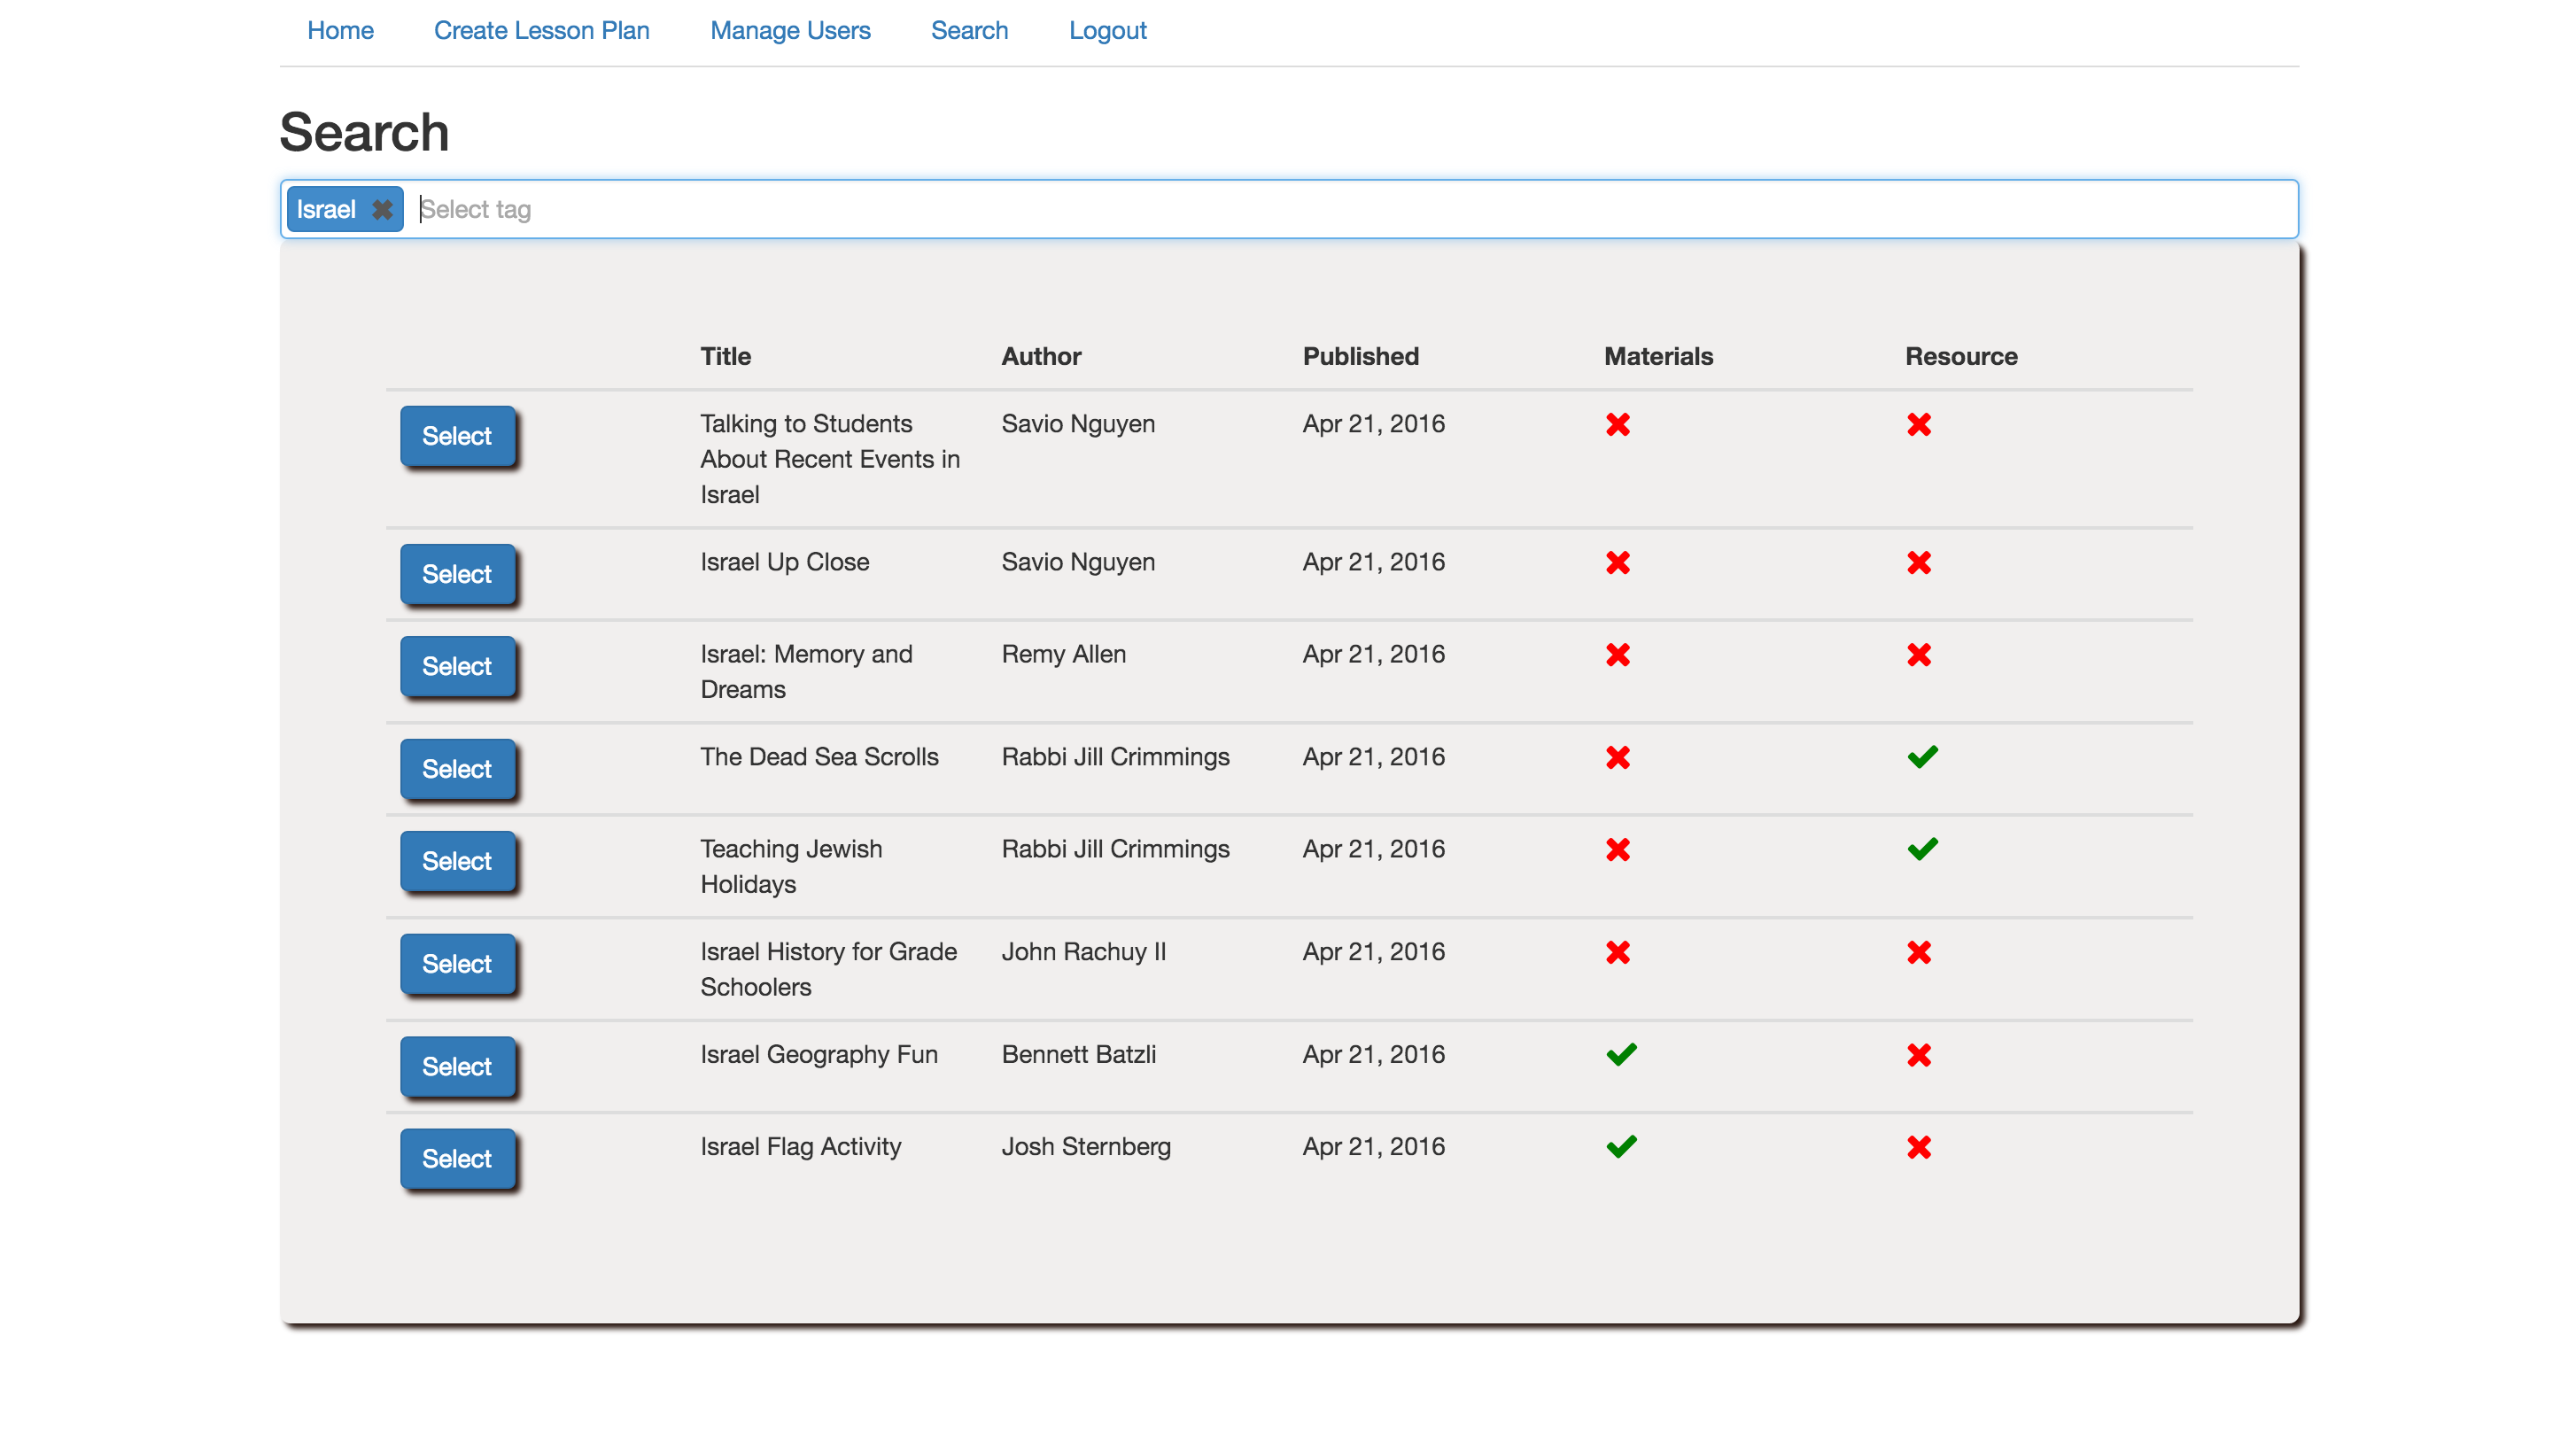 Home Create Lesson Plan Manage Users Search Logout
Search
Israel Select tag
Title Author Published Materials Resource
Select Talking to Students Savio Nguyen Apr 21, 2016
About Recent Events in
Israel
Select Israel Up Close Savio Nguyen Apr 21, 2016
Select Israel: Memory and Remy Allen Apr 21, 2016
Dreams
Select The Dead Sea Scrolls Rabbi Jill Crimmings Apr 21, 2016
Select Teaching Jewish Rabbi Jill Crimmings Apr 21, 2016
Holidays
Select Israel History for Grade John Rachuy II Apr 21, 2016
Schoolers
Select Israel Geography Fun Bennett Batzli Apr 21, 2016
Select Israel Flag Activity Josh Sternberg Apr 21, 2016